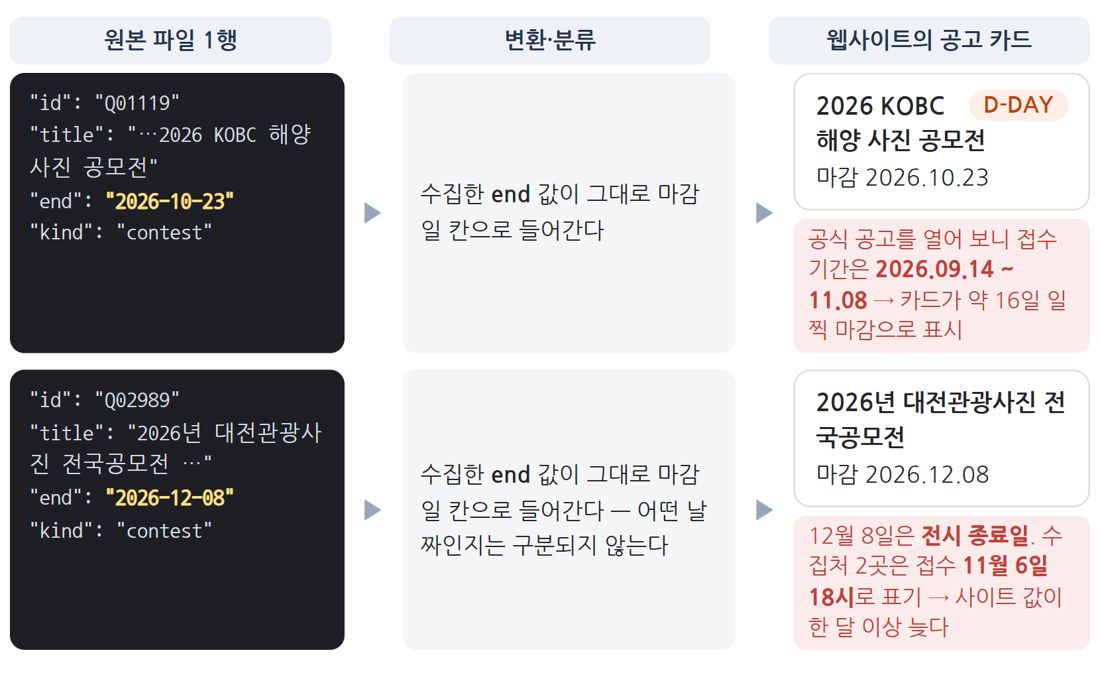 원본 파일 1행
변환·분류
웹사이트의 공고 카드
"id": "Q01119"
"title": "…2026 KOBC 해양
사진 공모전"
"end": "2026-10-23"
"kind": "contest"
수집한 end 값이 그대로 마감
일 칸으로 들어간다
2026 KOBC D-DAY
해양 사진 공모전
마감 2026.10.23
공식 공고를 열어 보니 접수
기간은 2026.09.14 ~
11.08 → 카드가 약 16일 일
찍 마감으로 표시
"id": "Q02989"
"title": "2026년 대전관광사
진 전국공모전 …"
"end": "2026-12-08"
"kind": "contest"
수집한 end 값이 그대로 마감
일 칸으로 들어간다 — 어떤 날
짜인지는 구분되지 않는다
2026년 대전관광사진 전
국공모전
마감 2026.12.08
12월 8일은 전시 종료일. 수
집처 2곳은 접수 11월 6일
18시로 표기 → 사이트 값이
한 달 이상 늦다